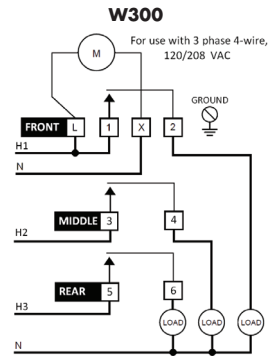 W300
For use with 3 phase 4-wire,
120/208 VAC
M
GROUND
FRONT L 1 X 2
H1
N
MIDDLE 3 4
H2
REAR 5 6
H3
LOAD LOAD LOAD
N